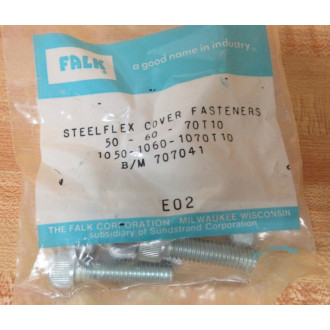 FALK
a good name in industry
STEELFLEX COVER FASTENERS
50 - 60 - 70T10
1050-1060-1070T10
B/M 707041
E02
THE FALK CORPORATION, MILWAUKEE WISCONSIN
subsidiary of Sundstrand Corporation